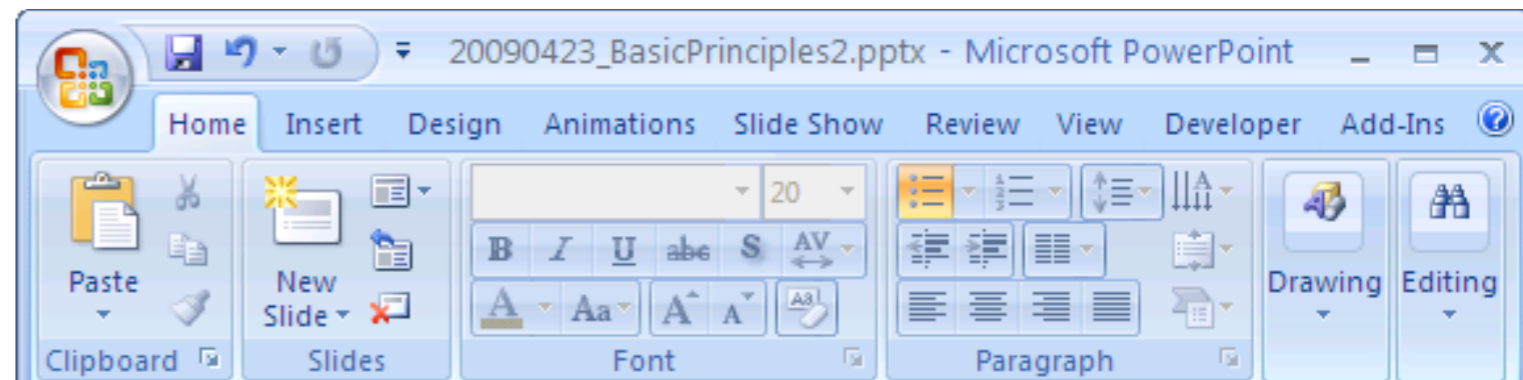 20090423_BasicPrinciples2.pptx - Microsoft PowerPoint
Home Insert Design Animations Slide Show Review View Developer Add-Ins
20
B I U abc S AV
Paste New Slide Drawing Editing
A Aa A A Aa
Clipboard Slides Font Paragraph